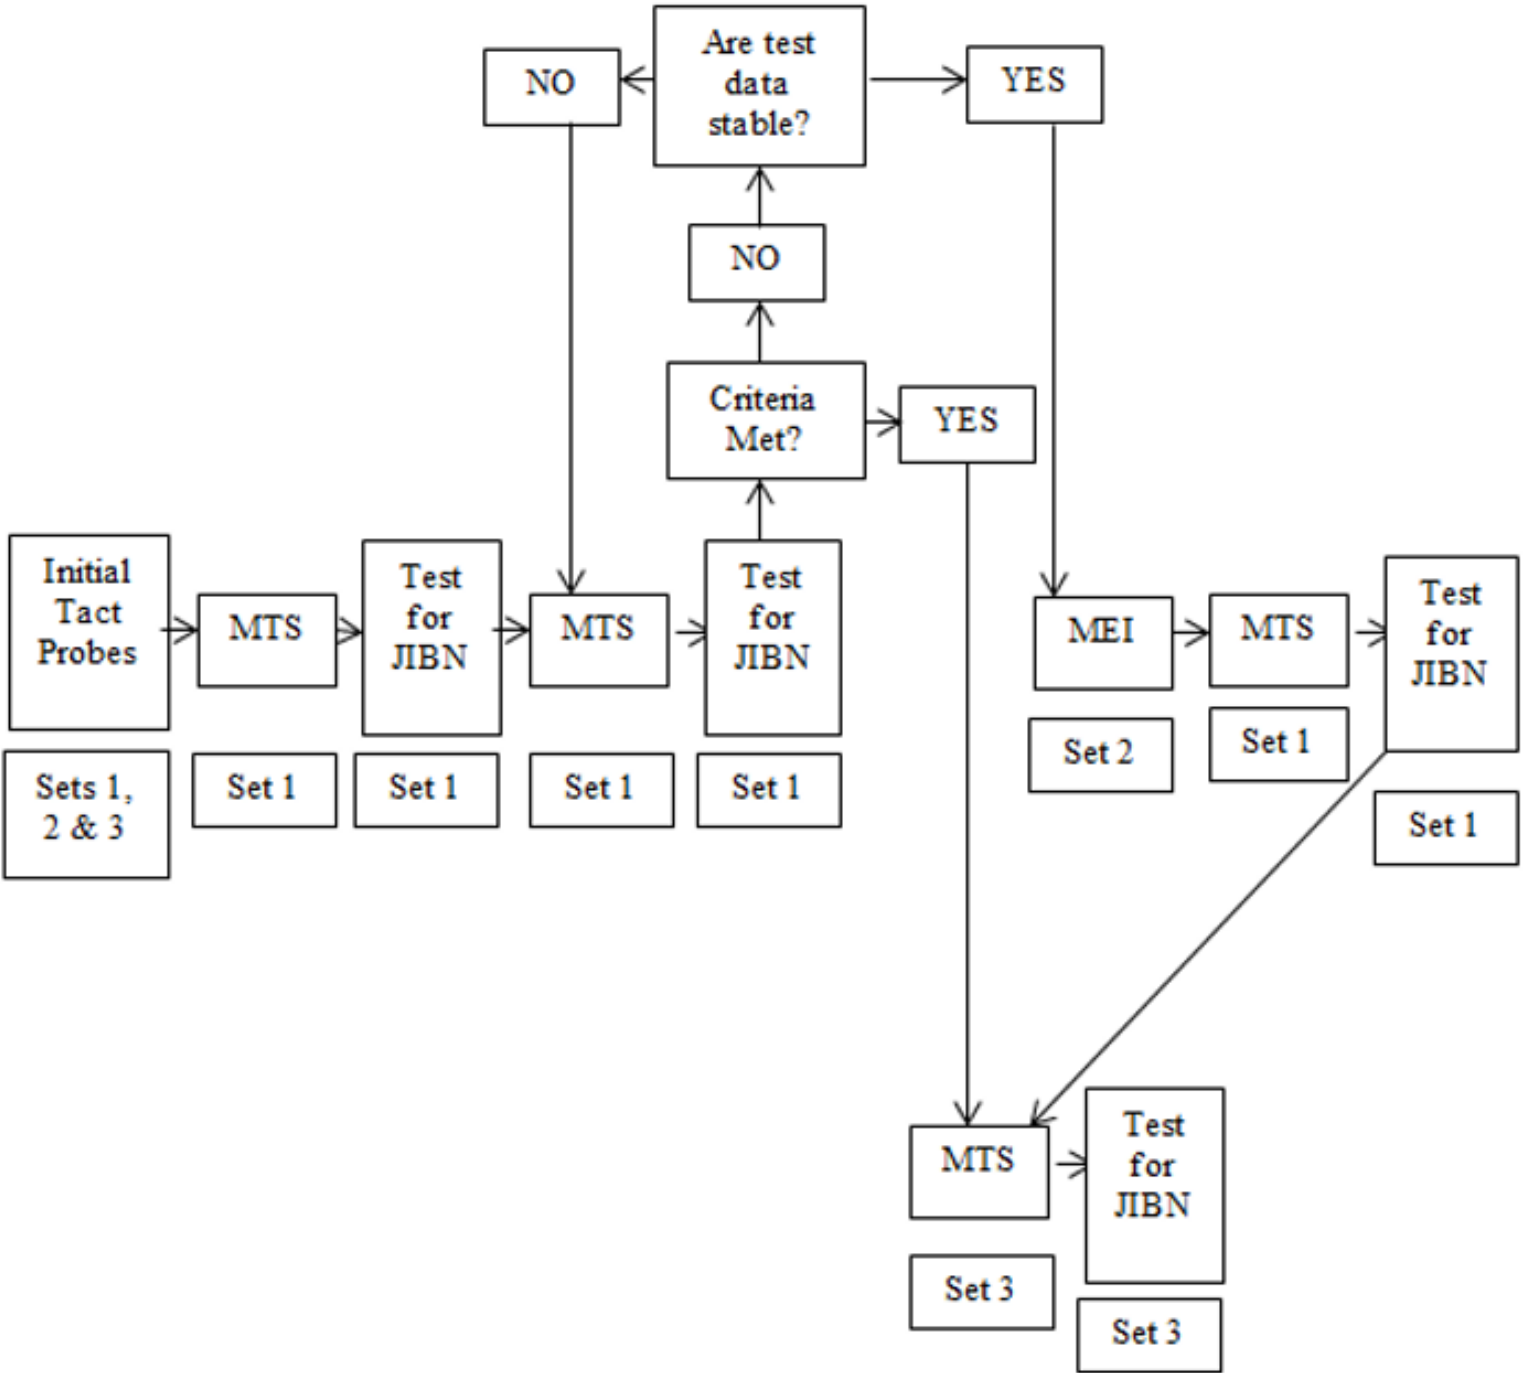 Are test
data
stable?
NO
YES
NO
Criteria
Met?
YES
Initial
Tact
Probes
MTS
Test
for
JIBN
MTS
Test
for
JIBN
MEI
MTS
Test
for
JIBN
Sets 1,
2 & 3
Set 1
Set 1
Set 1
Set 1
Set 2
Set 1
Set 1
MTS
Test
for
JIBN
Set 3
Set 3